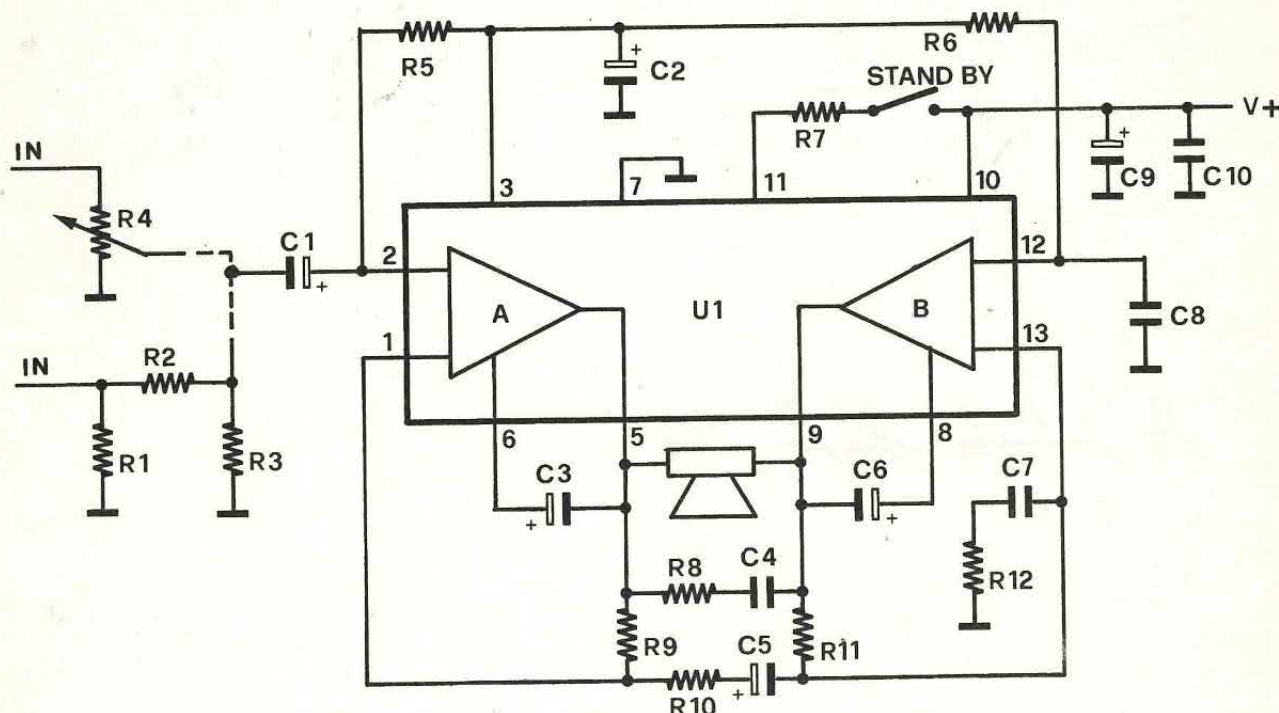 R5
+
C2
R6
STAND BY
R7
V+
+
C9
C10
IN
R4
3
7
11
10
C1
+
2
12
A
U1
B
C8
1
13
IN
R2
R1
R3
6
5
9
8
C3
+
C6
+
C7
R8
C4
R12
R9
C5
R11
+
R10